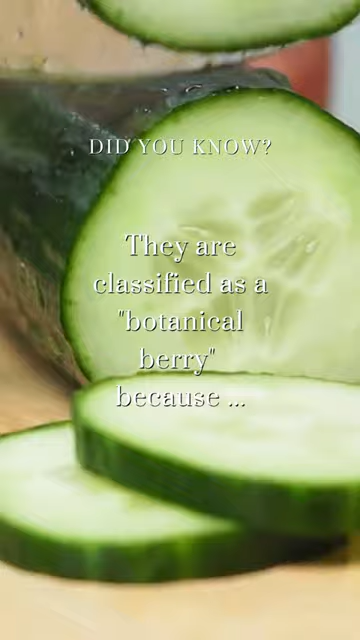 DID YOU KNOW?
They are
classified as a
"botanical
berry"
because ...